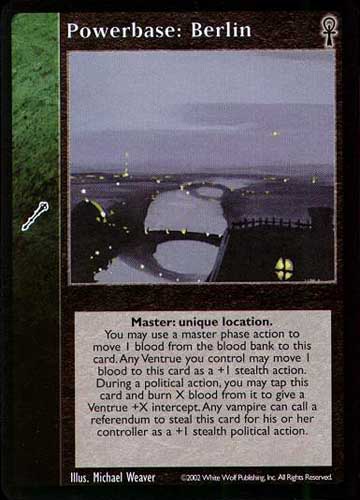 Powerbase: Berlin
Master: unique location.
You may use a master phase action to
move 1 blood from the blood bank to this
card. Any Ventrue you control may move 1
blood to this card as a +1 stealth action.
During a political action, you may tap this
card and burn X blood from it to give a
Ventrue +X intercept. Any vampire can call a
referendum to steal this card for his or her
controller as a +1 stealth political action.
Illus. Michael Weaver
©2002 White Wolf Publishing, Inc. All Rights Reserved.